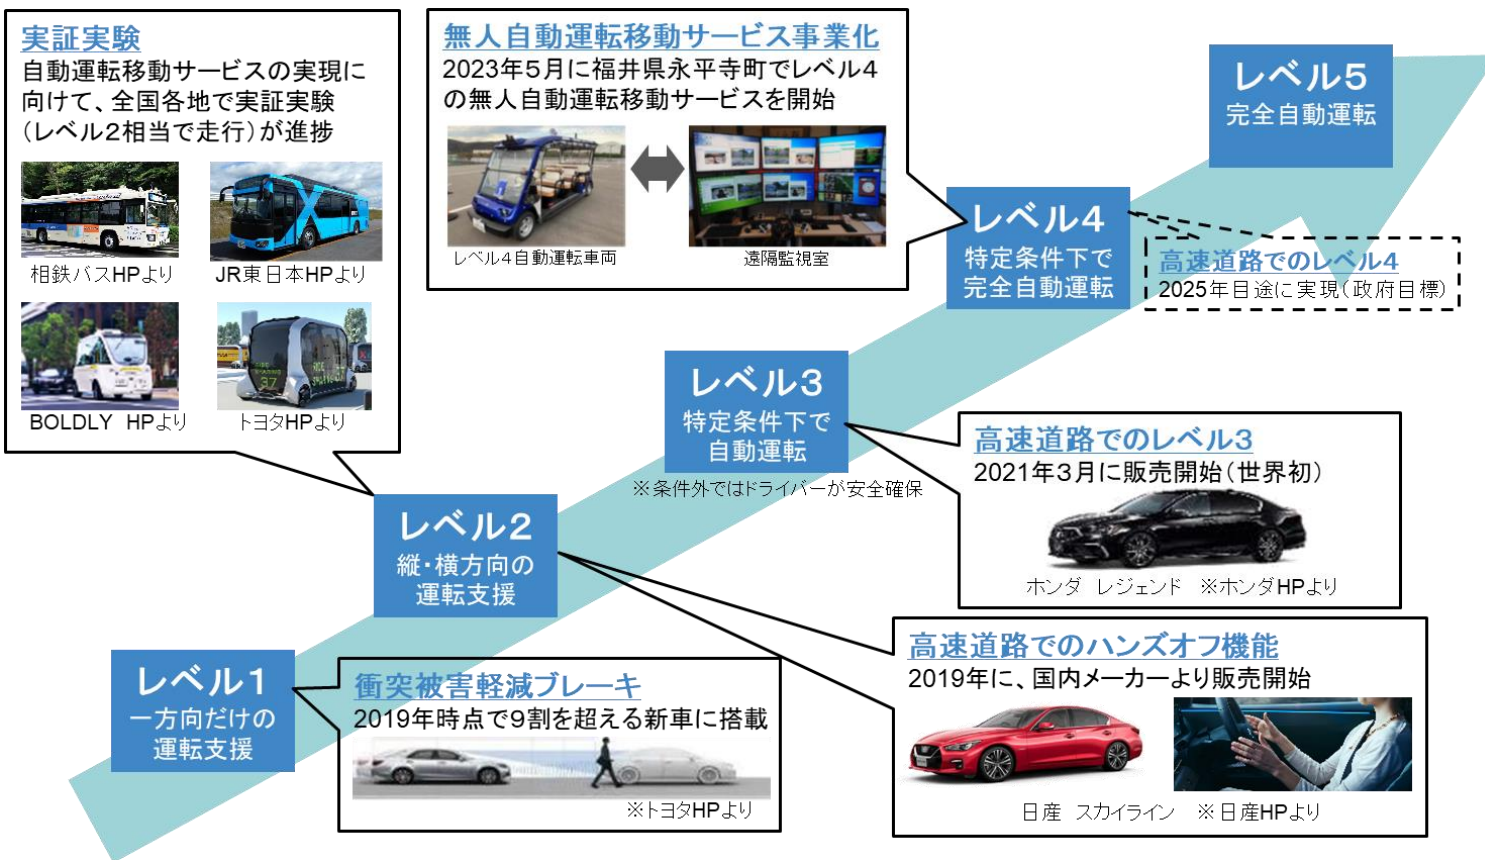 実証実験
自動運転移動サービスの実現に
向けて、全国各地で実証実験
(レベル2相当で走行)が進捗
相鉄バスHPより
JR東日本HPより
BOLDLY HPより
トヨタHPより
無人自動運転移動サービス事業化
2023年5月に福井県永平寺町でレベル4
の無人自動運転移動サービスを開始
レベル4自動運転車両
遠隔監視室
レベル5
完全自動運転
レベル4
特定条件下で
完全自動運転
高速道路でのレベル4
2025年目途に実現(政府目標)
レベル3
特定条件下で
自動運転
※条件外ではドライバーが安全確保
高速道路でのレベル3
2021年3月に販売開始(世界初)
ホンダ レジェンド ※ホンダHPより
レベル2
縦・横方向の
運転支援
高速道路でのハンズオフ機能
2019年に、国内メーカーより販売開始
日産 スカイライン ※日産HPより
レベル1
一方向だけの
運転支援
衝突被害軽減ブレーキ
2019年時点で9割を超える新車に搭載
※トヨタHPより